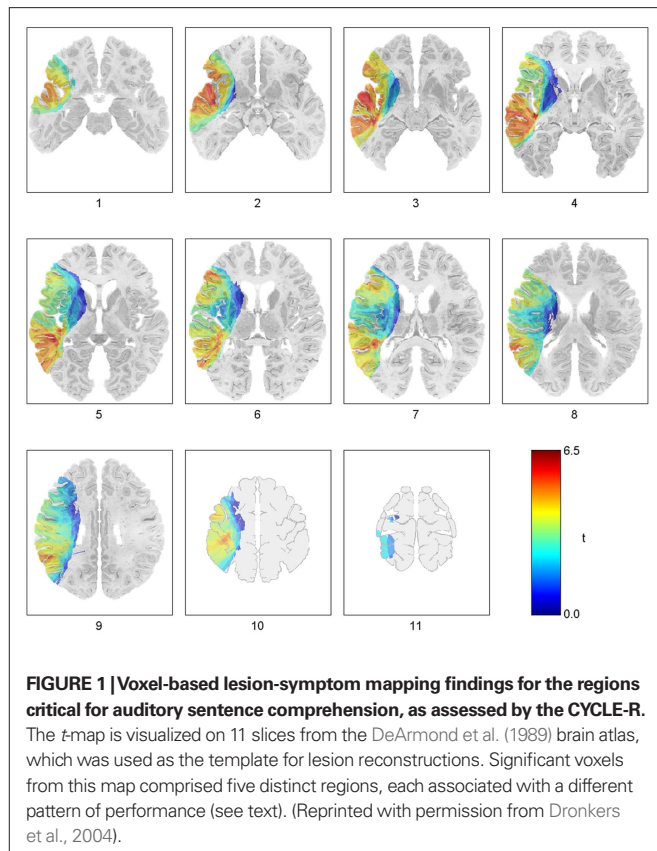 1
2
3
4
5
6
7
8
9
10
11
6.5
t
0.0
FIGURE 1 | Voxel-based lesion-symptom mapping findings for the regions
critical for auditory sentence comprehension, as assessed by the CYCLE-R.
The t-map is visualized on 11 slices from the DeArmond et al. (1989) brain atlas,
which was used as the template for lesion reconstructions. Significant voxels
from this map comprised five distinct regions, each associated with a different
pattern of performance (see text). (Reprinted with permission from Dronkers
et al., 2004).